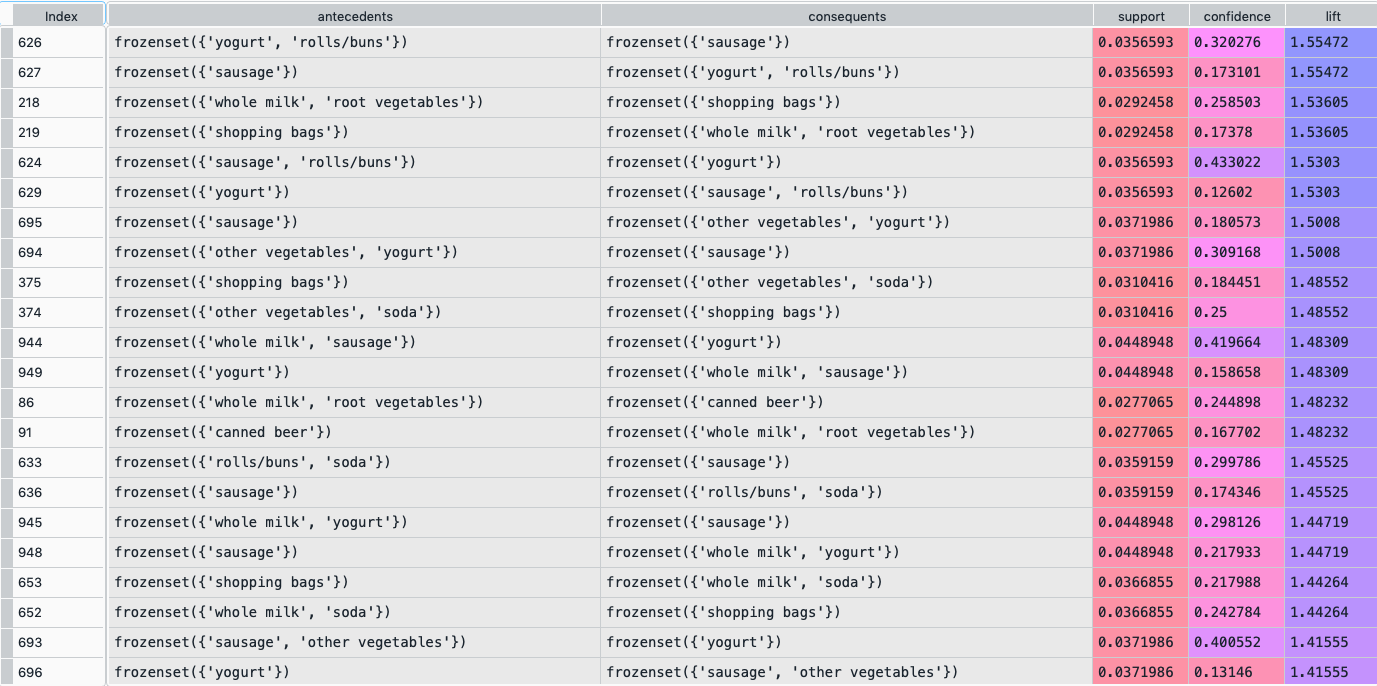 Index antecedents consequents support confidence lift
626 frozenset({'yogurt', 'rolls/buns'}) frozenset({'sausage'}) 0.0356593 0.320276 1.55472
627 frozenset({'sausage'}) frozenset({'yogurt', 'rolls/buns'}) 0.0356593 0.173101 1.55472
218 frozenset({'whole milk', 'root vegetables'}) frozenset({'shopping bags'}) 0.0292458 0.258503 1.53605
219 frozenset({'shopping bags'}) frozenset({'whole milk', 'root vegetables'}) 0.0292458 0.17378 1.53605
624 frozenset({'sausage', 'rolls/buns'}) frozenset({'yogurt'}) 0.0356593 0.433022 1.5303
629 frozenset({'yogurt'}) frozenset({'sausage', 'rolls/buns'}) 0.0356593 0.12602 1.5303
695 frozenset({'sausage'}) frozenset({'other vegetables', 'yogurt'}) 0.0371986 0.180573 1.5008
694 frozenset({'other vegetables', 'yogurt'}) frozenset({'sausage'}) 0.0371986 0.309168 1.5008
375 frozenset({'shopping bags'}) frozenset({'other vegetables', 'soda'}) 0.0310416 0.184451 1.48552
374 frozenset({'other vegetables', 'soda'}) frozenset({'shopping bags'}) 0.0310416 0.25 1.48552
944 frozenset({'whole milk', 'sausage'}) frozenset({'yogurt'}) 0.0448948 0.419664 1.48309
949 frozenset({'yogurt'}) frozenset({'whole milk', 'sausage'}) 0.0448948 0.158658 1.48309
86 frozenset({'whole milk', 'root vegetables'}) frozenset({'canned beer'}) 0.0277065 0.244898 1.48232
91 frozenset({'canned beer'}) frozenset({'whole milk', 'root vegetables'}) 0.0277065 0.167702 1.48232
633 frozenset({'rolls/buns', 'soda'}) frozenset({'sausage'}) 0.0359159 0.299786 1.45525
636 frozenset({'sausage'}) frozenset({'rolls/buns', 'soda'}) 0.0359159 0.174346 1.45525
945 frozenset({'whole milk', 'yogurt'}) frozenset({'sausage'}) 0.0448948 0.298126 1.44719
948 frozenset({'sausage'}) frozenset({'whole milk', 'yogurt'}) 0.0448948 0.217933 1.44719
653 frozenset({'shopping bags'}) frozenset({'whole milk', 'soda'}) 0.0366855 0.217988 1.44264
652 frozenset({'whole milk', 'soda'}) frozenset({'shopping bags'}) 0.0366855 0.242784 1.44264
693 frozenset({'sausage', 'other vegetables'}) frozenset({'yogurt'}) 0.0371986 0.400552 1.41555
696 frozenset({'yogurt'}) frozenset({'sausage', 'other vegetables'}) 0.0371986 0.13146 1.41555